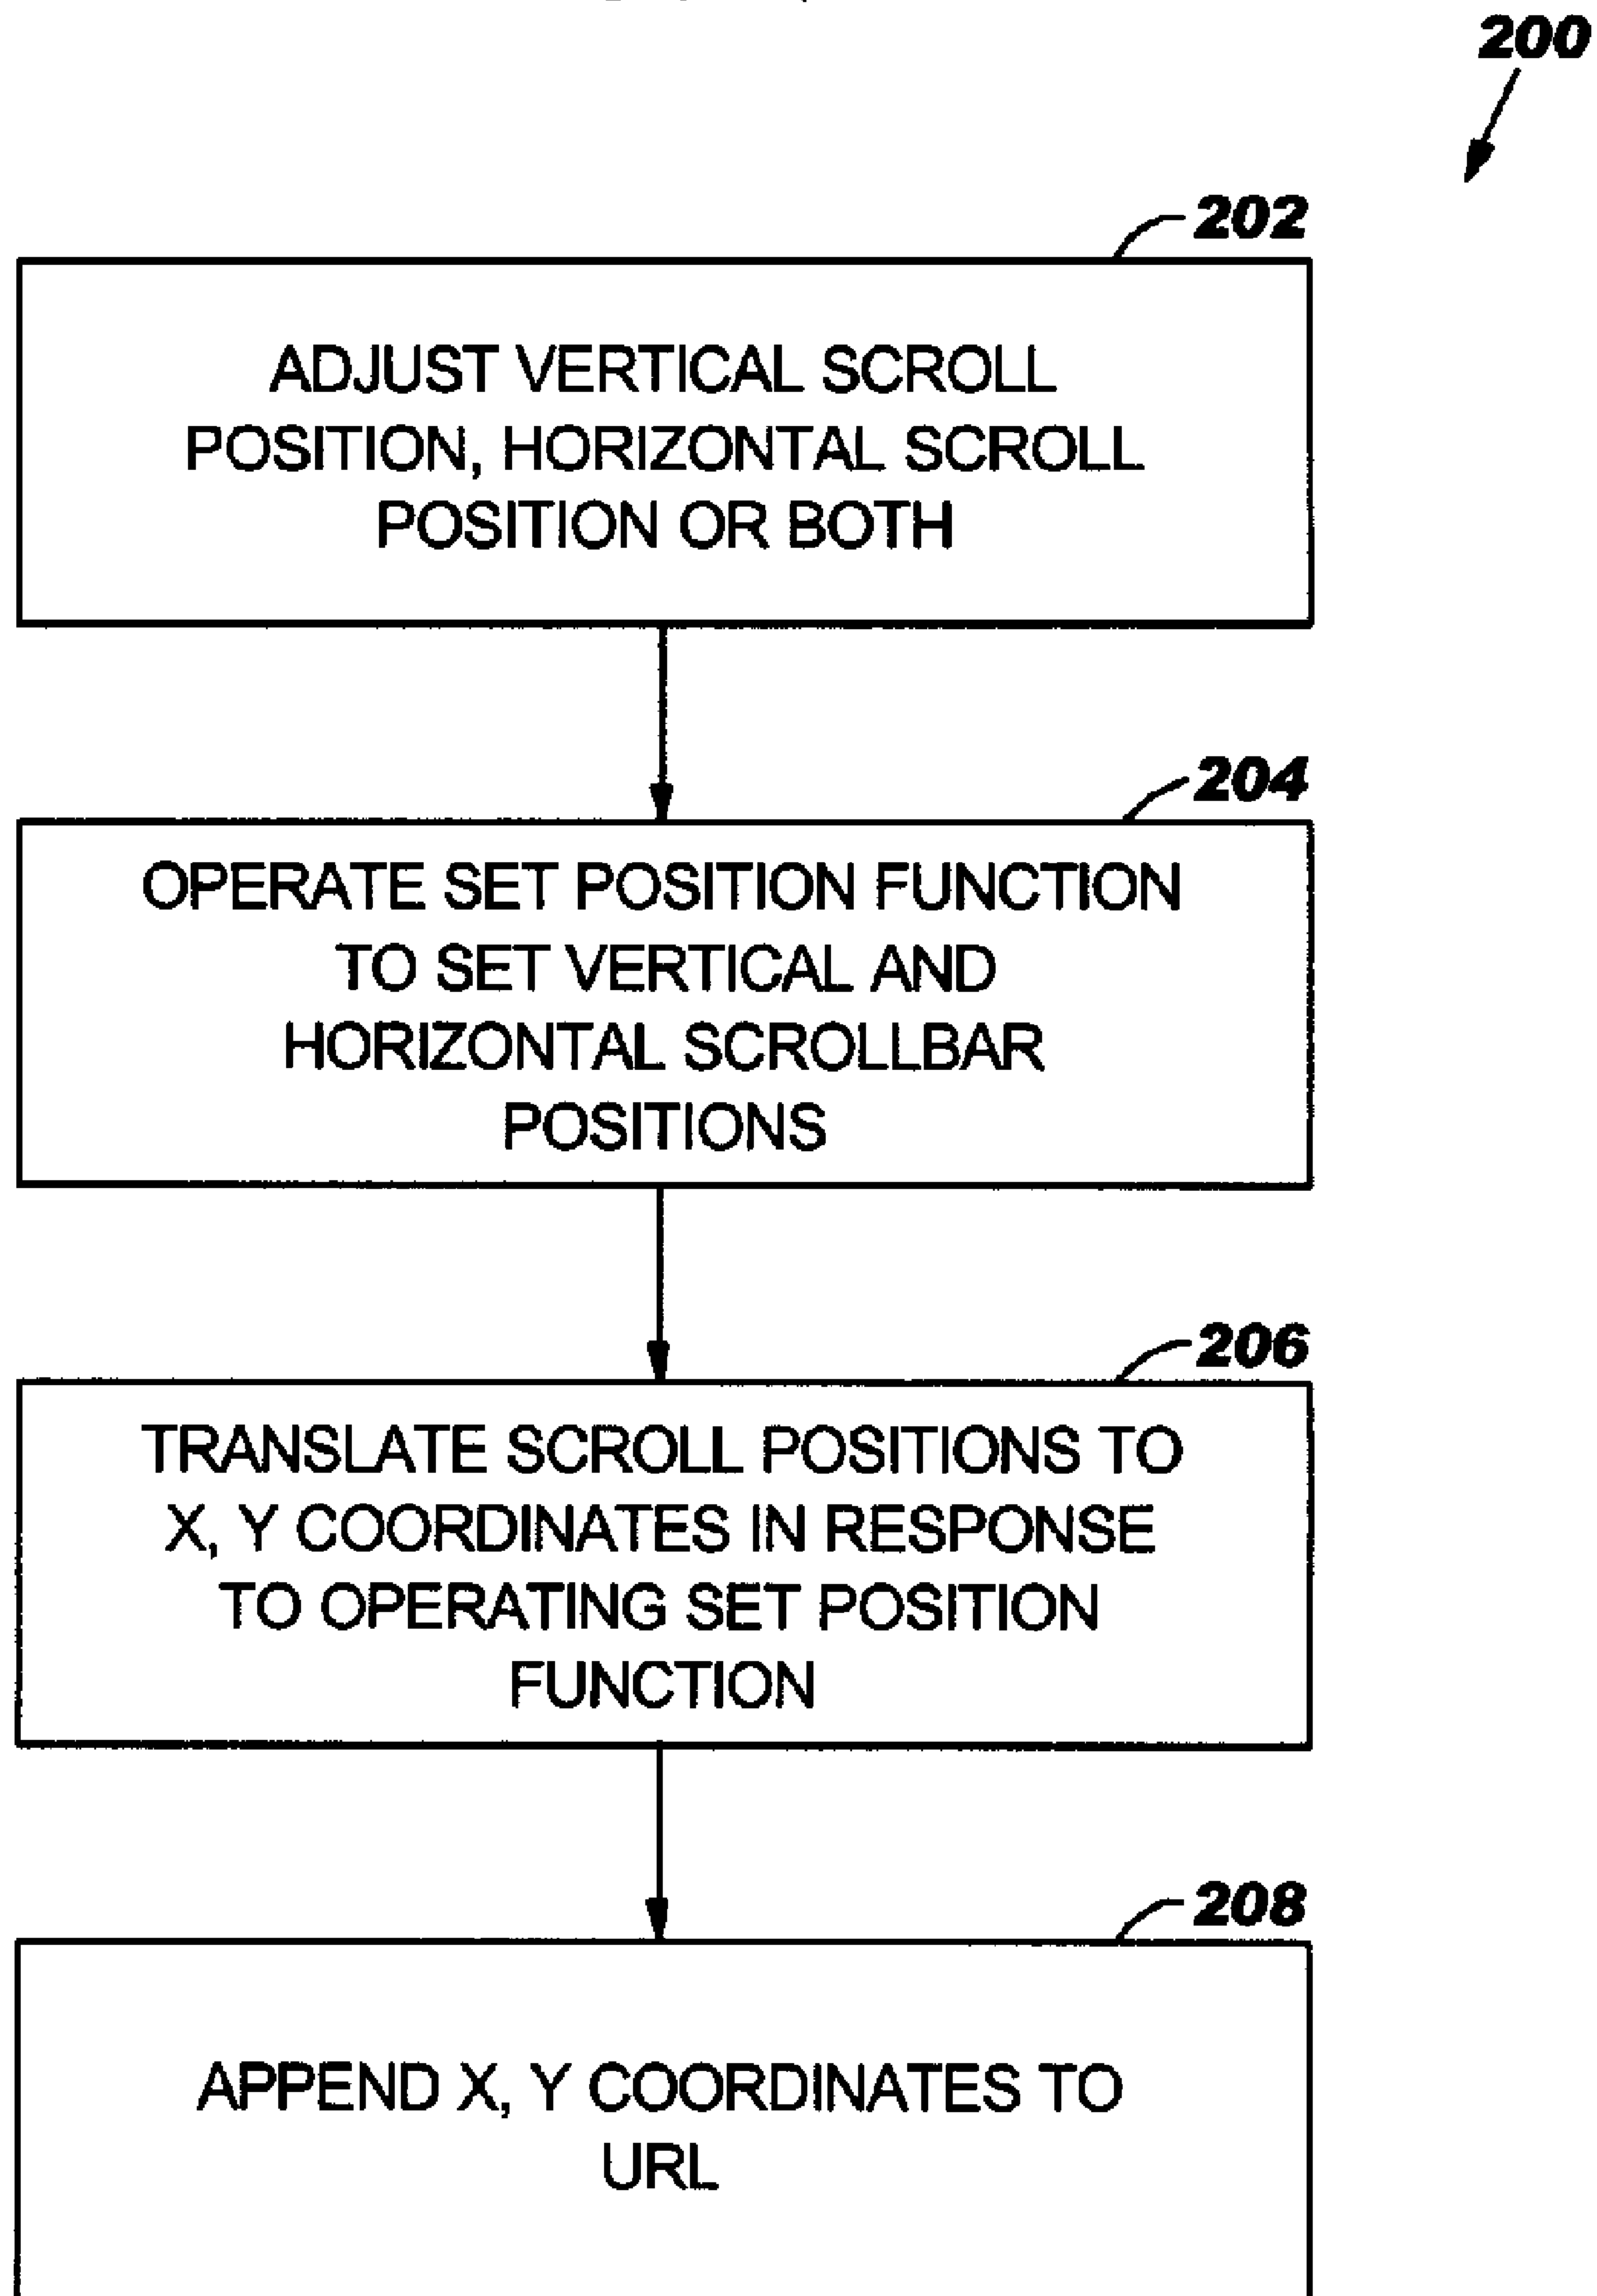 200
202
ADJUST VERTICAL SCROLL
POSITION, HORIZONTAL SCROLL
POSITION OR BOTH
204
OPERATE SET POSITION FUNCTION
TO SET VERTICAL AND
HORIZONTAL SCROLLBAR
POSITIONS
206
TRANSLATE SCROLL POSITIONS TO
X, Y COORDINATES IN RESPONSE
TO OPERATING SET POSITION
FUNCTION
208
APPEND X, Y COORDINATES TO
URL